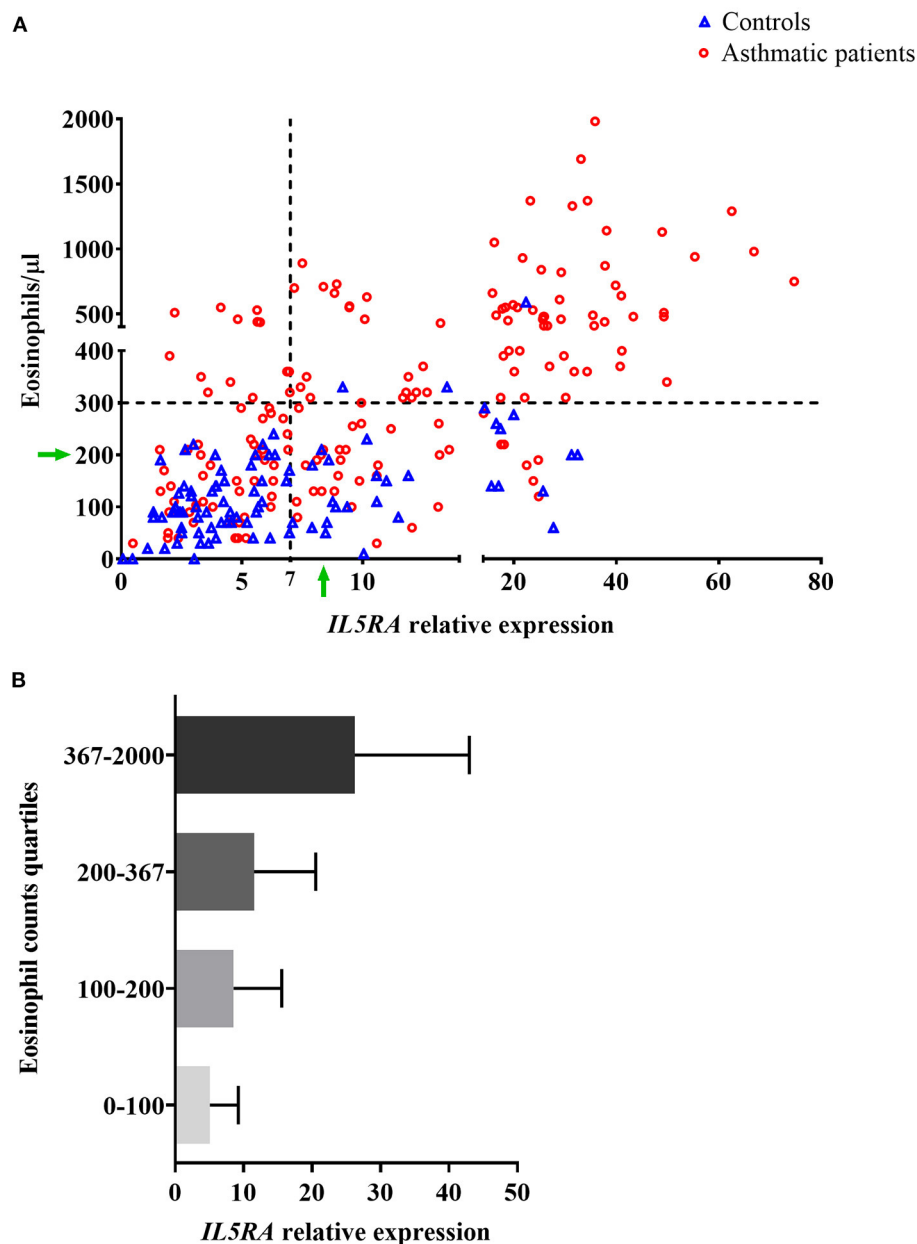 A
Controls
Asthmatic patients
2000
1500
1000
500
400
300
200
100
0
Eosinophils/μl
0 5 7 10 20 40 60 80
IL5RA relative expression
B
367-2000
200-367
100-200
0-100
Eosinophil counts quartiles
0 10 20 30 40 50
IL5RA relative expression